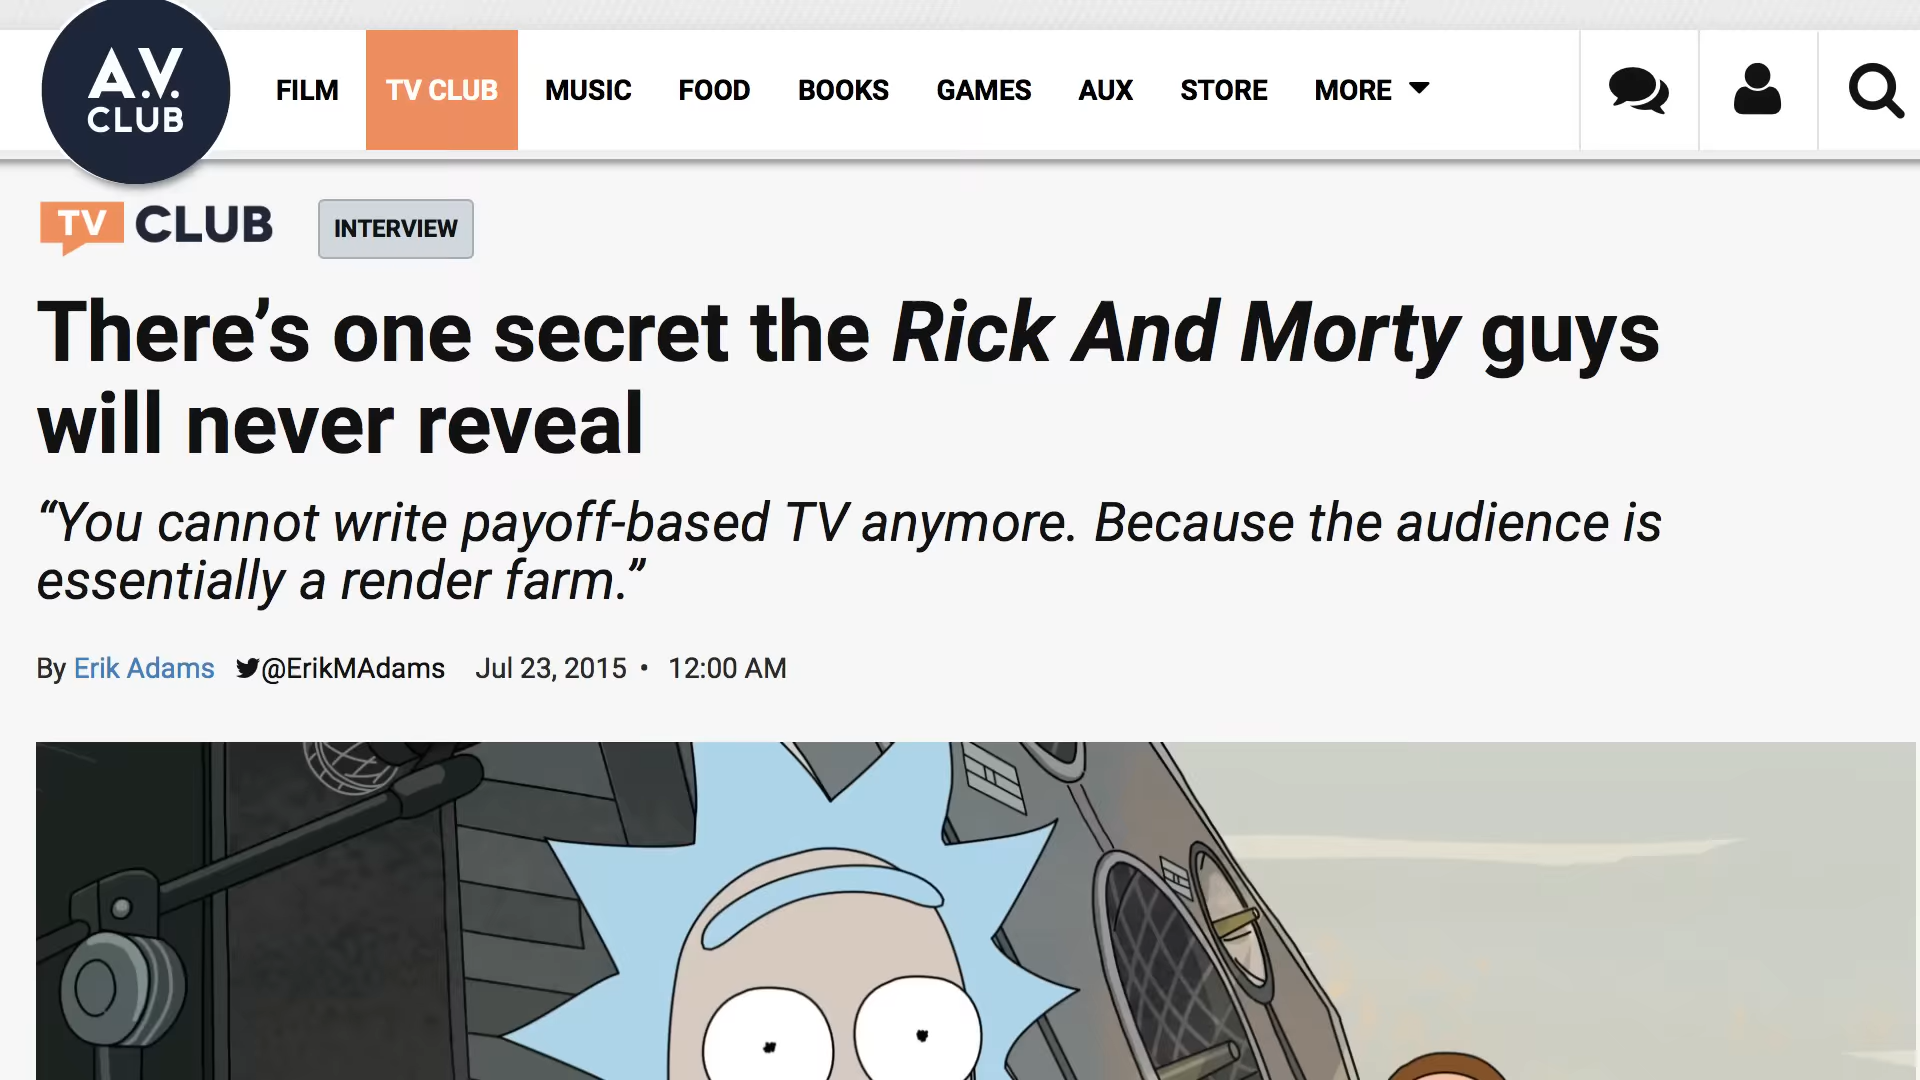 A.V.
CLUB
FILM TV CLUB MUSIC FOOD BOOKS GAMES AUX STORE MORE
TV CLUB INTERVIEW
There’s one secret the Rick And Morty guys
will never reveal
“You cannot write payoff-based TV anymore. Because the audience is
essentially a render farm.”
By Erik Adams @ErikMAdams Jul 23, 2015 • 12:00 AM